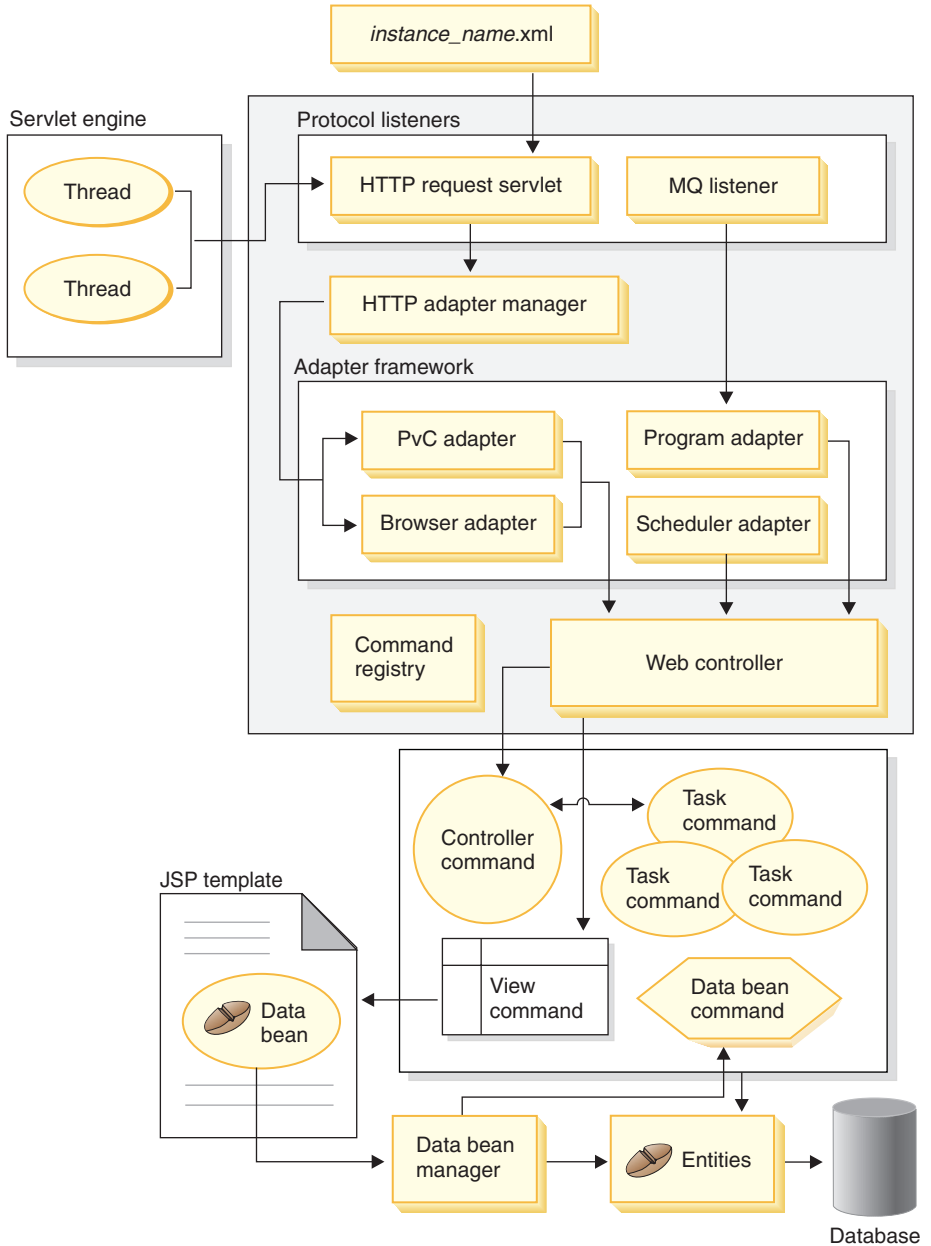 instance_name.xml
Servlet engine
Protocol listeners
Thread
HTTP request servlet
MQ listener
Thread
HTTP adapter manager
Adapter framework
PvC adapter
Program adapter
Browser adapter
Scheduler adapter
Command
registry
Web controller
Controller
command
Task
command
Task
command
Task
command
JSP template
View
command
Data bean
command
Data
bean
Data bean
manager
Entities
Database